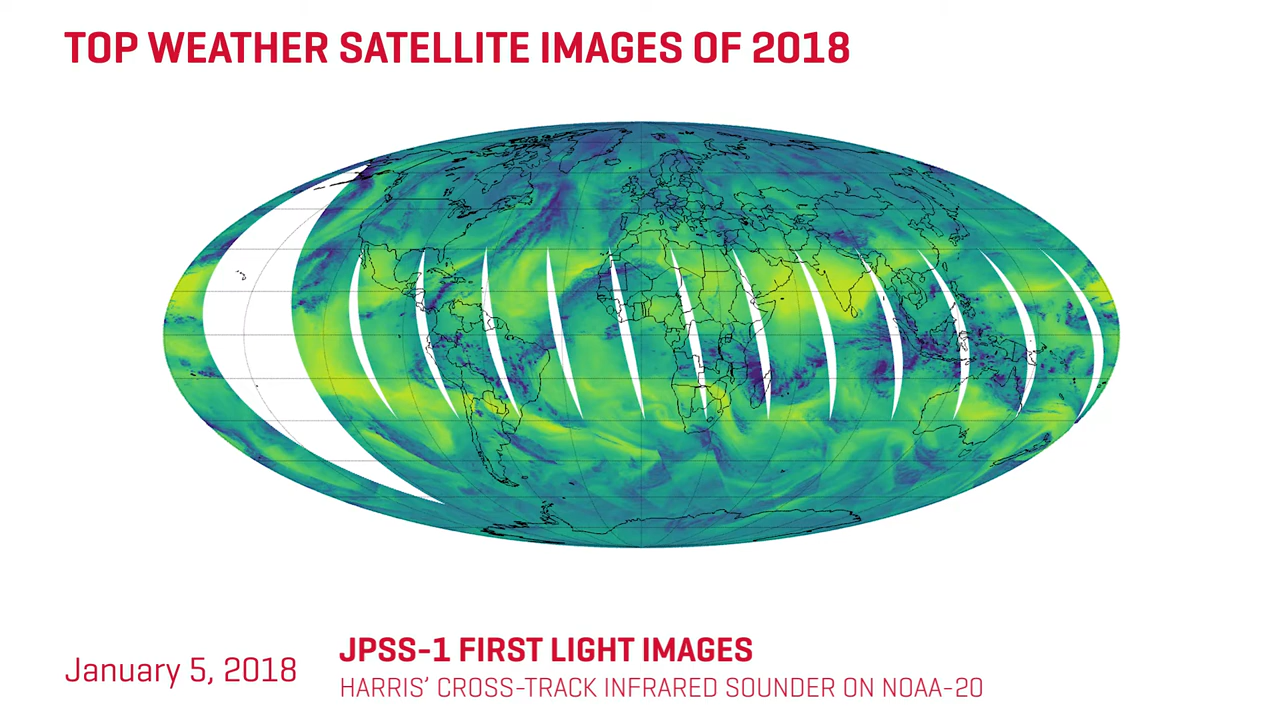 TOP WEATHER SATELLITE IMAGES OF 2018
January 5, 2018
JPSS-1 FIRST LIGHT IMAGES
HARRIS’ CROSS-TRACK INFRARED SOUNDER ON NOAA-20